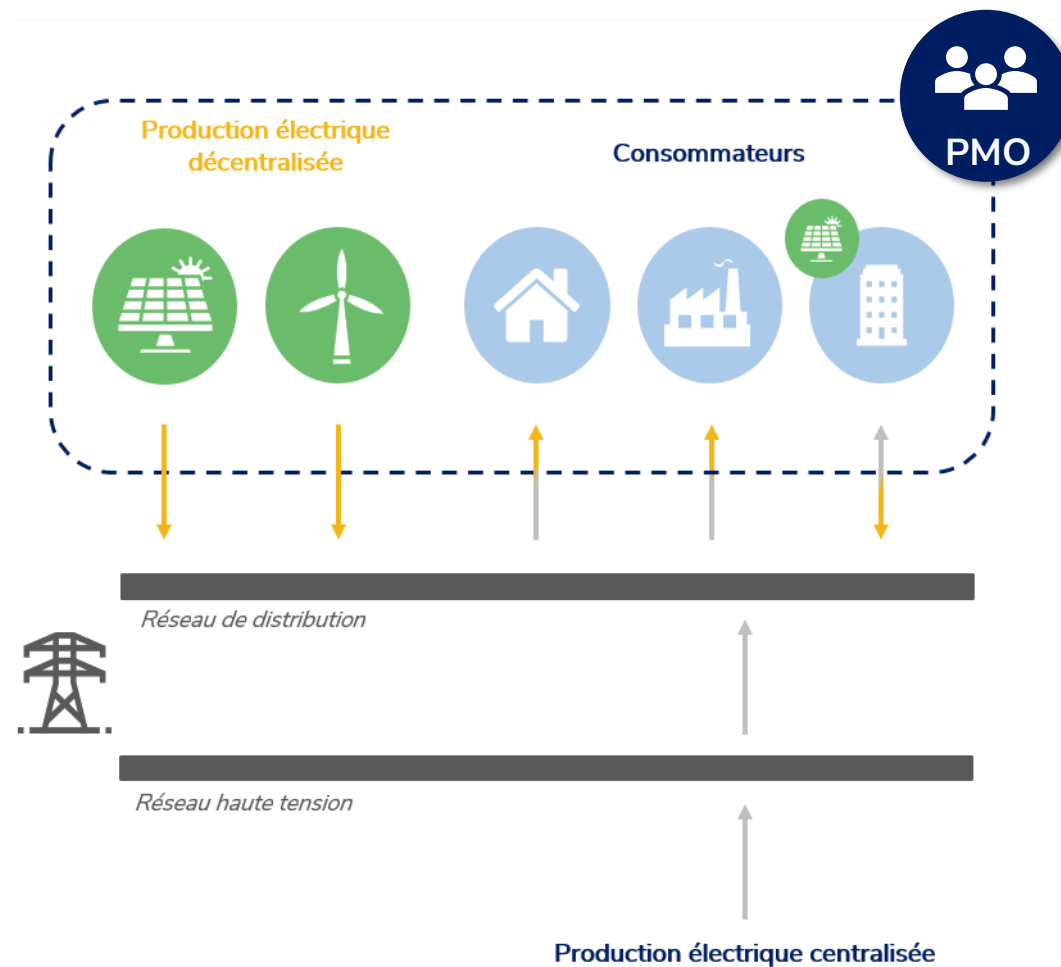 PMO
Production électrique
décentralisée
Consommateurs
Réseau de distribution
Réseau haute tension
Production électrique centralisée